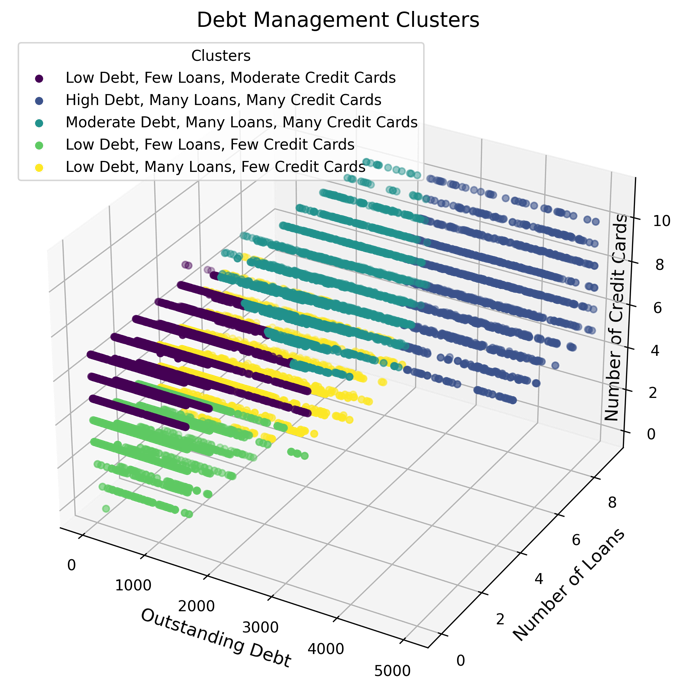 Debt Management Clusters
Clusters
Low Debt, Few Loans, Moderate Credit Cards
High Debt, Many Loans, Many Credit Cards
Moderate Debt, Many Loans, Many Credit Cards
Low Debt, Few Loans, Few Credit Cards
Low Debt, Many Loans, Few Credit Cards
10
8
6
4
2
0
Number of Credit Cards
8
6
4
2
0
Number of Loans
0
1000
2000
3000
4000
5000
Outstanding Debt